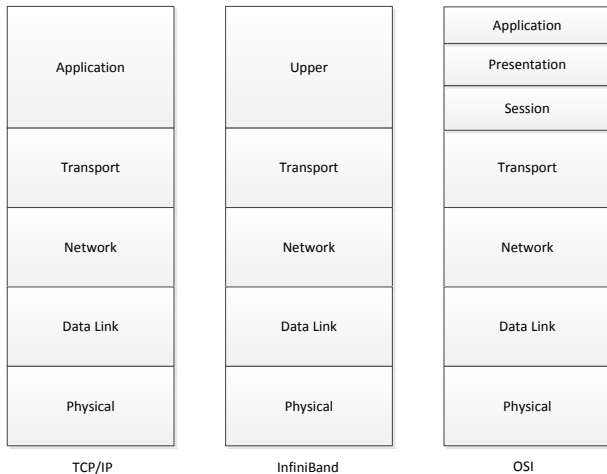 Application
Transport
Network
Data Link
Physical
TCP/IP
Upper
Transport
Network
Data Link
Physical
InfiniBand
Application
Presentation
Session
Transport
Network
Data Link
Physical
OSI